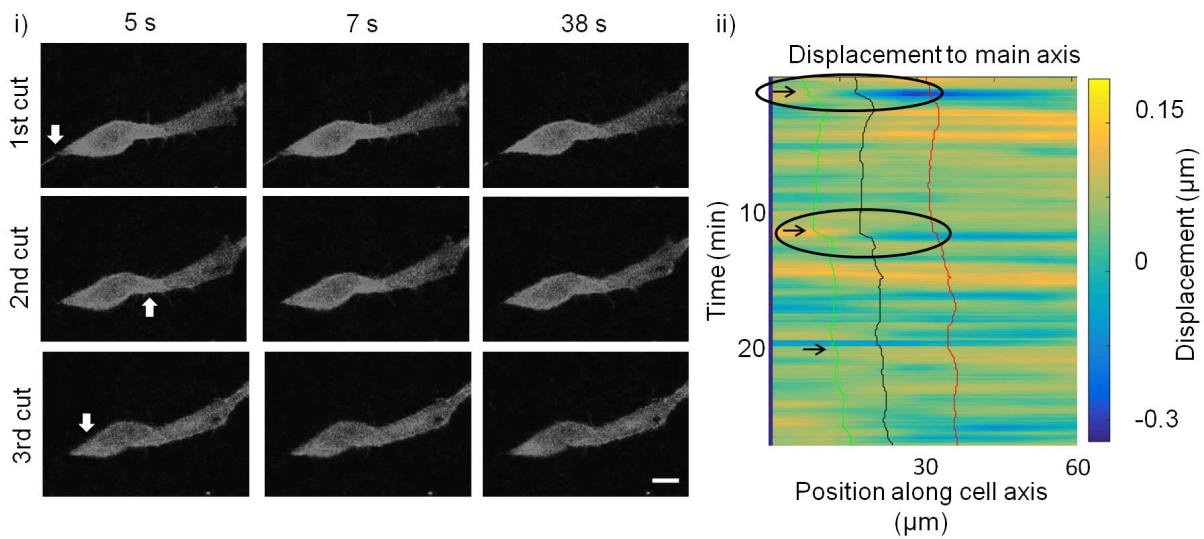 i)
5 s
7 s
38 s
1st cut
2nd cut
3rd cut
ii)
Displacement to main axis
Time (min)
10
20
30
60
Position along cell axis
(µm)
0.15
0
-0.3
Displacement (µm)